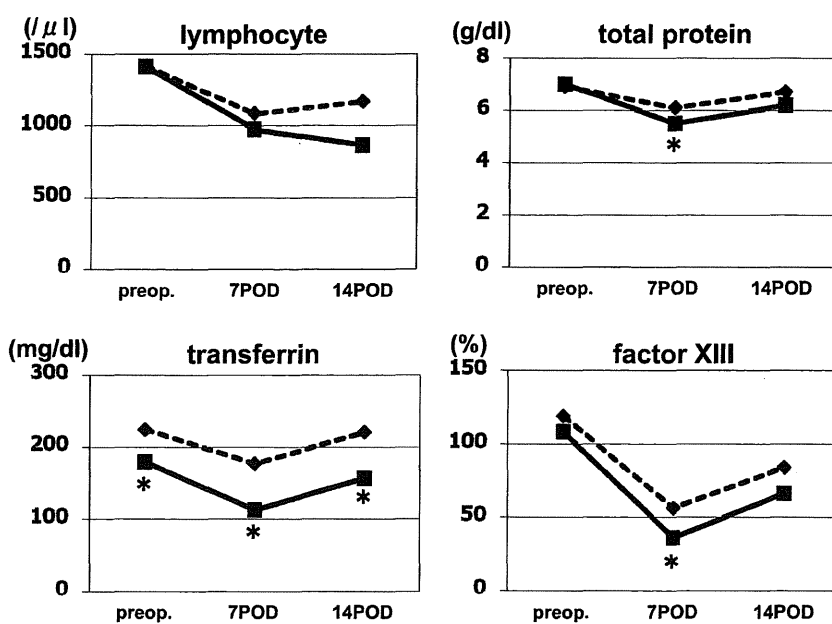 (/μl)
lymphocyte
1500
1000
500
0
preop. 7POD 14POD
(g/dl)
total protein
8
6
4
2
0
*
preop. 7POD 14POD
(mg/dl)
transferrin
300
200
100
0
* * *
preop. 7POD 14POD
(%)
factor XIII
150
100
50
0
*
preop. 7POD 14POD